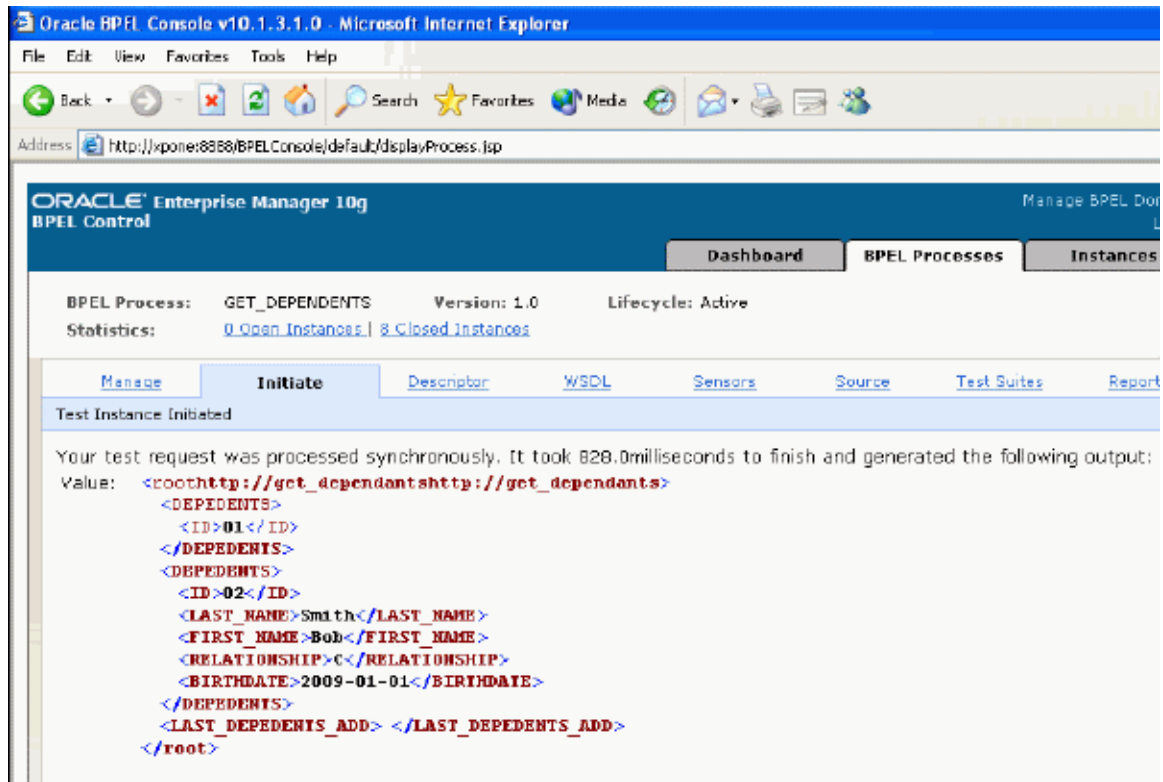 Oracle BPEL Console v10.1.3.1.0 - Microsoft Internet Explorer
File Edit View Favorites Tools Help
Back Search Favorites Media
Address http://xpone:8888/BPELConsole/default/displayProcess.jsp
ORACLE Enterprise Manager 10g
BPEL Control
Manage BPEL Dom
L
Dashboard BPEL Processes Instances
BPEL Process: GET_DEPENDENTS Version: 1.0 Lifecycle: Active
Statistics: 0 Open Instances | 8 Closed Instances
Manage Initiate Descriptor WSDL Sensors Source Test Suites Report
Test Instance Initiated
Your test request was processed synchronously. It took 828.0milliseconds to finish and generated the following output:
Value: <roothttp://get_dependantshttp://get_dependants>
<DEPEDENTS>
<ID>01</ID>
</DEPEDENTS>
<DEPEDENTS>
<ID>02</ID>
<LAST_NAME>Smith</LAST_NAME>
<FIRST_NAME>Bob</FIRST_NAME>
<RELATIONSHIP>C</RELATIONSHIP>
<BIRTHDATE>2009-01-01</BIRTHDATE>
</DEPEDENTS>
<LAST_DEPEDENTS_ADD> </LAST_DEPEDENTS_ADD>
</root>